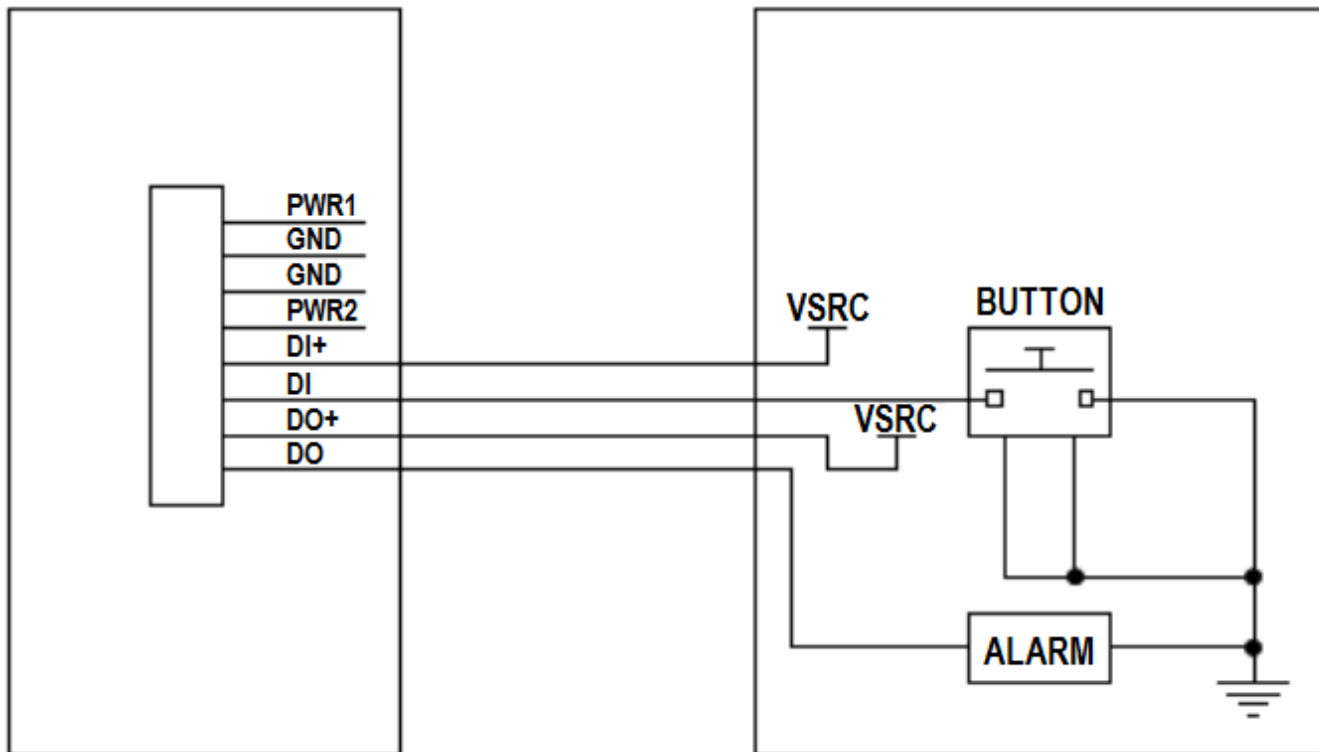 PWR1
GND
GND
PWR2
DI+
DI
DO+
DO
VSRC
BUTTON
VSRC
ALARM